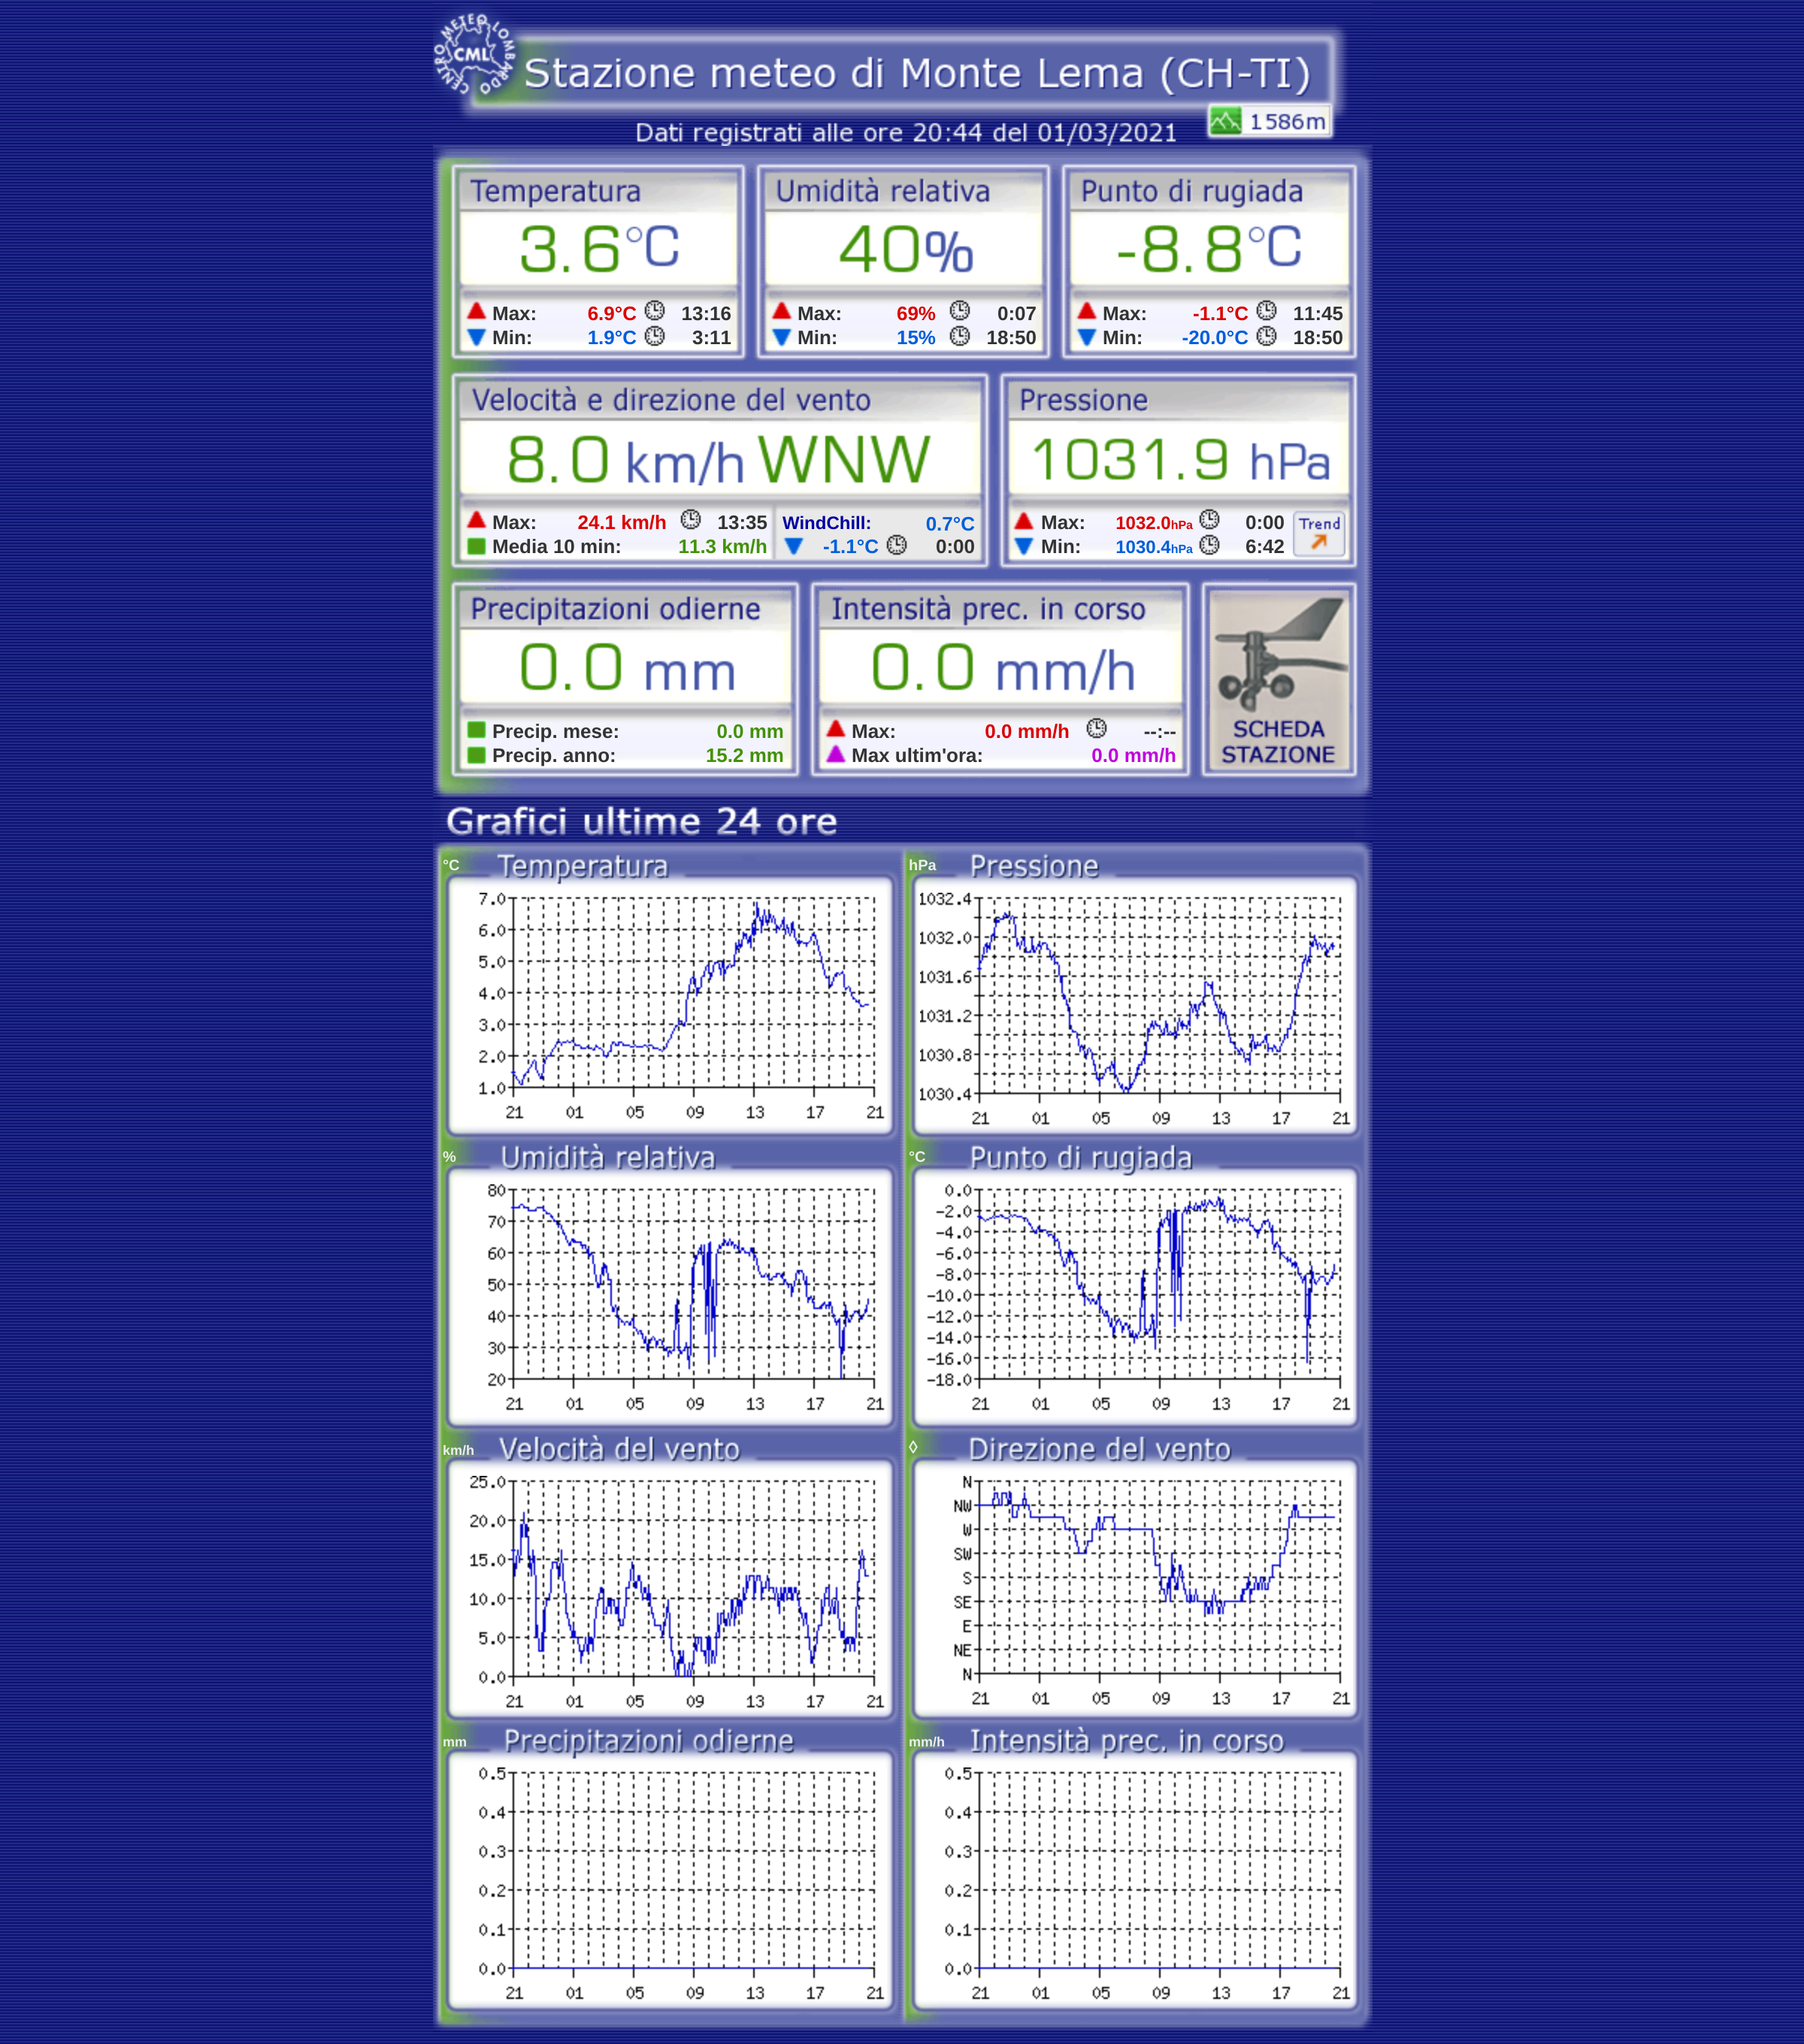 CENTRO METEO LOMBARDO
CML
Stazione meteo di Monte Lema (CH-TI)
1586m
Dati registrati alle ore 20:44 del 01/03/2021
Temperatura
3.6°C
Max: 6.9°C 13:16
Min: 1.9°C 3:11
Umidità relativa
40%
Max: 69% 0:07
Min: 15% 18:50
Punto di rugiada
-8.8°C
Max: -1.1°C 11:45
Min: -20.0°C 18:50
Velocità e direzione del vento
8.0 km/h WNW
Max: 24.1 km/h 13:35
Media 10 min: 11.3 km/h
WindChill: 0.7°C
-1.1°C 0:00
Pressione
1031.9 hPa
Max: 1032.0hPa 0:00
Min: 1030.4hPa 6:42
Trend
Precipitazioni odierne
0.0 mm
Precip. mese: 0.0 mm
Precip. anno: 15.2 mm
Intensità prec. in corso
0.0 mm/h
Max: 0.0 mm/h --:--
Max ultim'ora: 0.0 mm/h
SCHEDA
STAZIONE
Grafici ultime 24 ore
°C Temperatura
7.0
6.0
5.0
4.0
3.0
2.0
1.0
21 01 05 09 13 17 21
hPa Pressione
1032.4
1032.0
1031.6
1031.2
1030.8
1030.4
21 01 05 09 13 17 21
% Umidità relativa
80
70
60
50
40
30
20
21 01 05 09 13 17 21
°C Punto di rugiada
0.0
-2.0
-4.0
-6.0
-8.0
-10.0
-12.0
-14.0
-16.0
-18.0
21 01 05 09 13 17 21
km/h Velocità del vento
25.0
20.0
15.0
10.0
5.0
0.0
21 01 05 09 13 17 21
◊ Direzione del vento
N
NW
W
SW
S
SE
E
NE
N
21 01 05 09 13 17 21
mm Precipitazioni odierne
0.5
0.4
0.3
0.2
0.1
0.0
21 01 05 09 13 17 21
mm/h Intensità prec. in corso
0.5
0.4
0.3
0.2
0.1
0.0
21 01 05 09 13 17 21